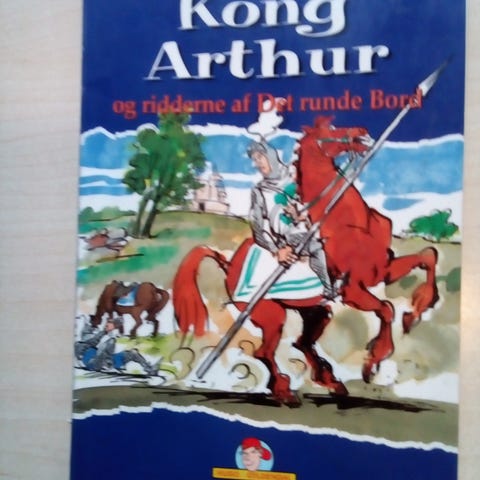 Kong
Arthur
og ridderne af Det runde Bord